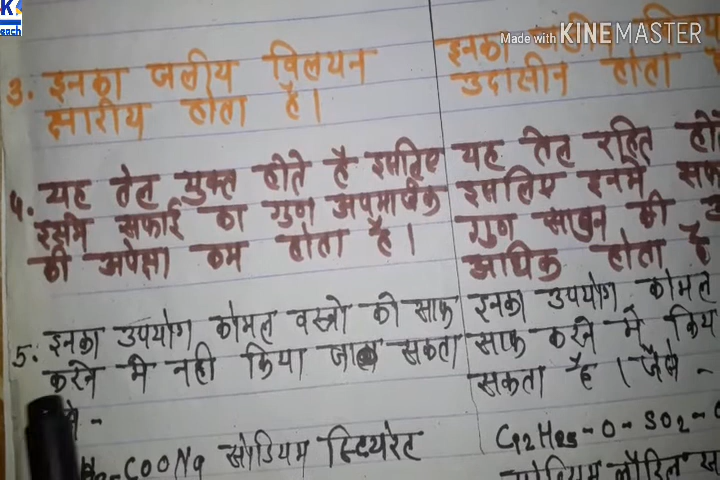 K
each
Made with KINEMASTER
3. इनका जलीय विलयन
क्षारीय होता है।
इनका
उदासीन होता
4. यह तेल युक्त होते है इसलिए
इसमे सफाई का गुण अपमार्जक
की अपेक्षा कम होता है।
यह तेल रहित
इसलिए इनमें
गुण साबुन की
अधिक होता है
5. इनका उपयोग कोमल वस्त्रो को साफ
करने मे नही किया जा सकता
इनका उपयोग कोमल
साफ करने में किय
सकता है। जैसे -
-COONa सोडियम स्टियरेट
C12H25-O-SO2-